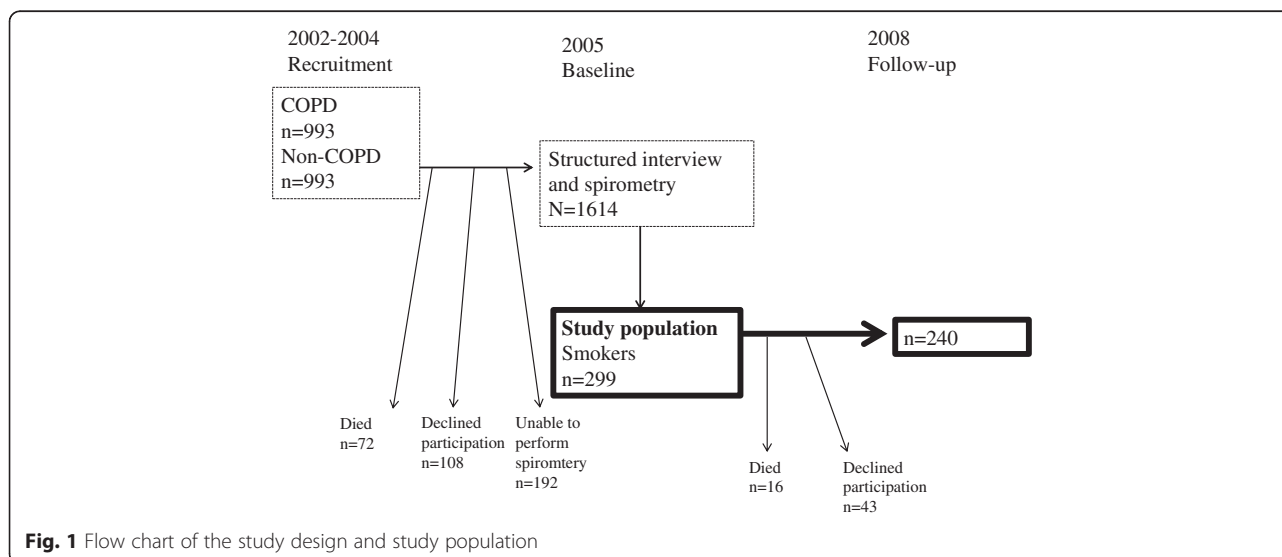 2002-2004
Recruitment
2005
Baseline
2008
Follow-up
COPD
n=993
Non-COPD
n=993
Structured interview
and spirometry
N=1614
Study population
Smokers
n=299
n=240
Died
n=72
Declined
participation
n=108
Unable to
perform
spiromtery
n=192
Died
n=16
Declined
participation
n=43
Fig. 1 Flow chart of the study design and study population